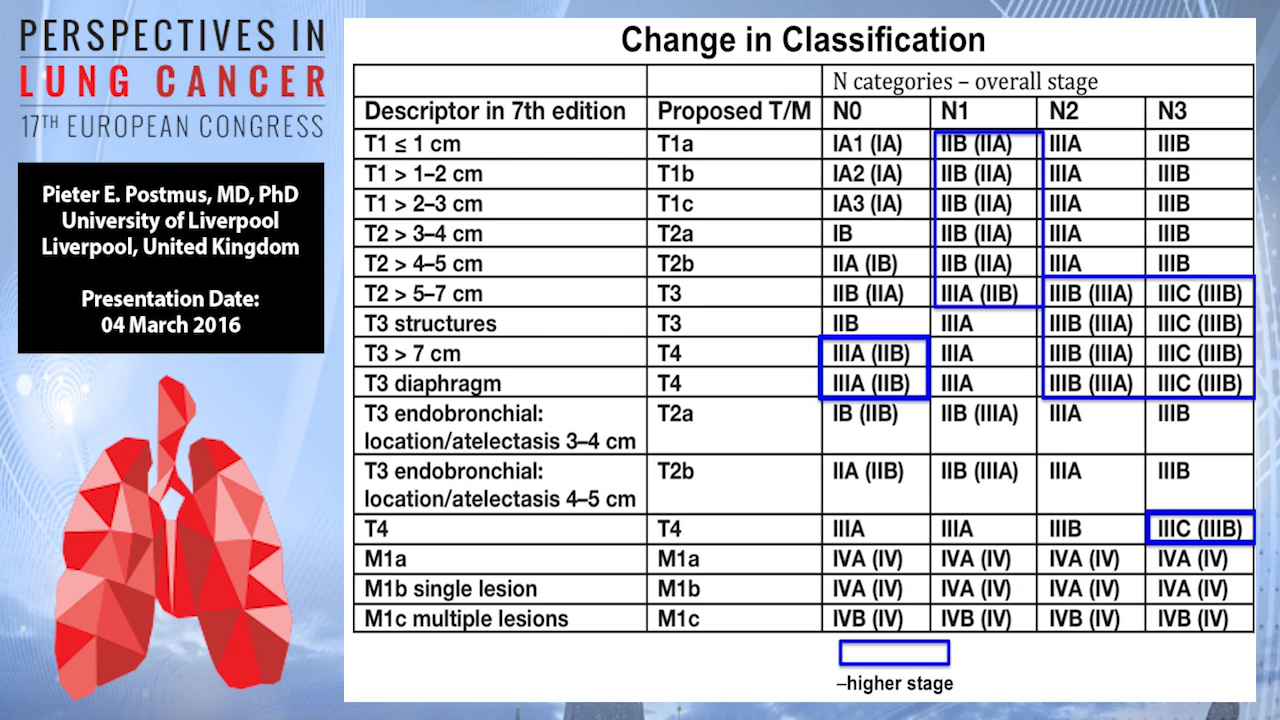 PERSPECTIVES IN
LUNG CANCER
17TH EUROPEAN CONGRESS
Pieter E. Postmus, MD, PhD
University of Liverpool
Liverpool, United Kingdom
Presentation Date:
04 March 2016
Change in Classification
N categories – overall stage
Descriptor in 7th edition Proposed T/M N0 N1 N2 N3
T1 ≤ 1 cm T1a IA1 (IA) IIB (IIA) IIIA IIIB
T1 > 1–2 cm T1b IA2 (IA) IIB (IIA) IIIA IIIB
T1 > 2–3 cm T1c IA3 (IA) IIB (IIA) IIIA IIIB
T2 > 3–4 cm T2a IB IIB (IIA) IIIA IIIB
T2 > 4–5 cm T2b IIA (IB) IIB (IIA) IIIA IIIB
T2 > 5–7 cm T3 IIB (IIA) IIIA (IIB) IIIB (IIIA) IIIC (IIIB)
T3 structures T3 IIB IIIA IIIB (IIIA) IIIC (IIIB)
T3 > 7 cm T4 IIIA (IIB) IIIA IIIB (IIIA) IIIC (IIIB)
T3 diaphragm T4 IIIA (IIB) IIIA IIIB (IIIA) IIIC (IIIB)
T3 endobronchial: T2a IB (IIB) IIB (IIIA) IIIA IIIB
location/atelectasis 3–4 cm
T3 endobronchial: T2b IIA (IIB) IIB (IIIA) IIIA IIIB
location/atelectasis 4–5 cm
T4 T4 IIIA IIIA IIIB IIIC (IIIB)
M1a M1a IVA (IV) IVA (IV) IVA (IV) IVA (IV)
M1b single lesion M1b IVA (IV) IVA (IV) IVA (IV) IVA (IV)
M1c multiple lesions M1c IVB (IV) IVB (IV) IVB (IV) IVB (IV)
–higher stage